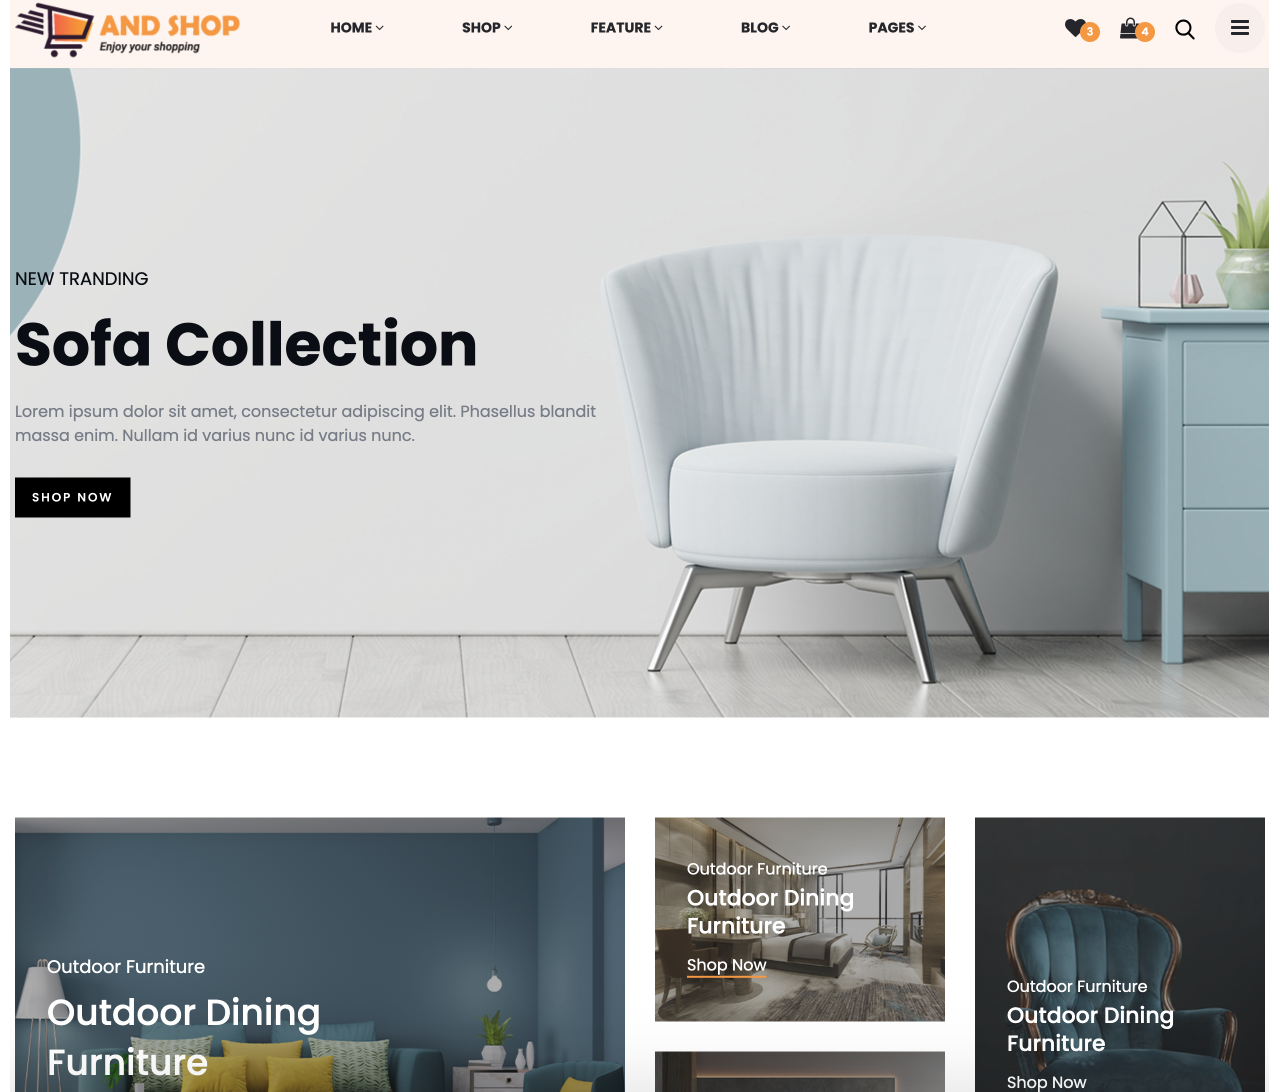 AND SHOP
Enjoy your shopping
HOME
SHOP
FEATURE
BLOG
PAGES
3
4
NEW TRANDING
Sofa Collection
Lorem ipsum dolor sit amet, consectetur adipiscing elit. Phasellus blandit
massa enim. Nullam id varius nunc id varius nunc.
SHOP NOW
Outdoor Furniture
Outdoor Dining
Furniture
Outdoor Furniture
Outdoor Dining
Furniture
Shop Now
Outdoor Furniture
Outdoor Dining
Furniture
Shop Now